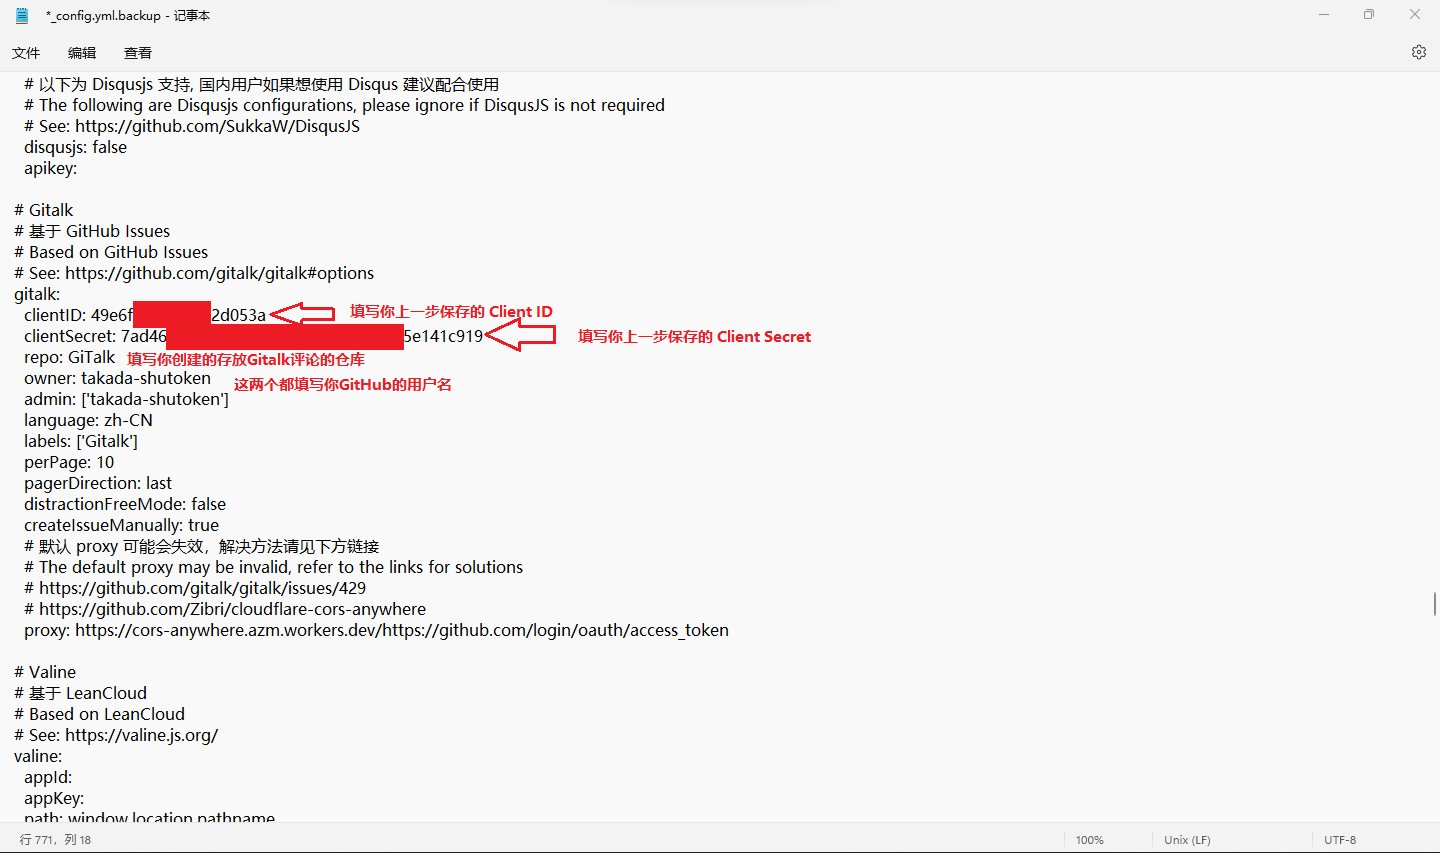 *_config.yml.backup - 记事本
文件 编辑 查看
# 以下为 Disqusjs 支持, 国内用户如果想使用 Disqus 建议配合使用
# The following are Disqusjs configurations, please ignore if DisqusJS is not required
# See: https://github.com/SukkaW/DisqusJS
disqusjs: false
apikey:
# Gitalk
# 基于 GitHub Issues
# Based on GitHub Issues
# See: https://github.com/gitalk/gitalk#options
gitalk:
clientID: 49e6f 2d053a 填写你上一步保存的 Client ID
clientSecret: 7ad46 5e141c919 填写你上一步保存的 Client Secret
repo: GiTalk 填写你创建的存放Gitalk评论的仓库
owner: takada-shutoken 这两个都填写你GitHub的用户名
admin: ['takada-shutoken']
language: zh-CN
labels: ['Gitalk']
perPage: 10
pagerDirection: last
distractionFreeMode: false
createIssueManually: true
# 默认 proxy 可能会失效，解决方法请见下方链接
# The default proxy may be invalid, refer to the links for solutions
# https://github.com/gitalk/gitalk/issues/429
# https://github.com/Zibri/cloudflare-cors-anywhere
proxy: https://cors-anywhere.azm.workers.dev/https://github.com/login/oauth/access_token
# Valine
# 基于 LeanCloud
# Based on LeanCloud
# See: https://valine.js.org/
valine:
appId:
appKey:
path: window.location.pathname
行 771，列 18 100% Unix (LF) UTF-8